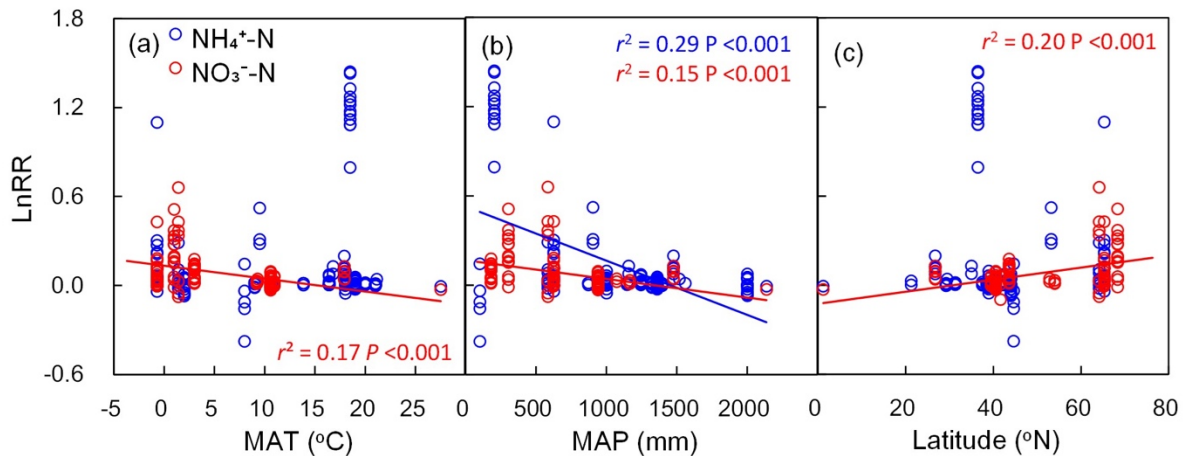 1.8
1.2
0.6
0.0
-0.6
LnRR
(a)
NH₄⁺-N
NO₃⁻-N
r² = 0.17 P <0.001
-5 0 5 10 15 20 25
MAT (°C)
(b)
r² = 0.29 P <0.001
r² = 0.15 P <0.001
0 500 1000 1500 2000
MAP (mm)
(c)
r² = 0.20 P <0.001
0 20 40 60 80
Latitude (°N)